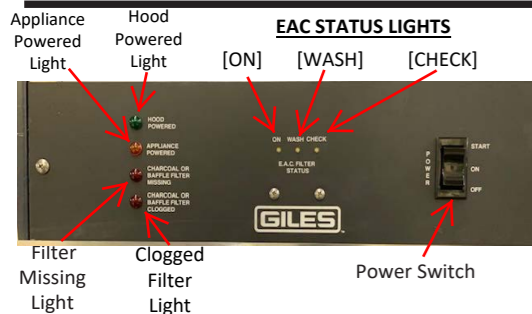 Appliance
Powered
Light
Hood
Powered
Light
EAC STATUS LIGHTS
[ON]
[WASH]
[CHECK]
HOOD
POWERED
APPLIANCE
POWERED
CHARCOAL OR
BAFFLE FILTER
MISSING
CHARCOAL OR
BAFFLE FILTER
CLOGGED
ON WASH CHECK
E.A.C. FILTER
STATUS
GILES
POWER
START
ON
OFF
Filter
Missing
Light
Clogged
Filter
Light
Power Switch